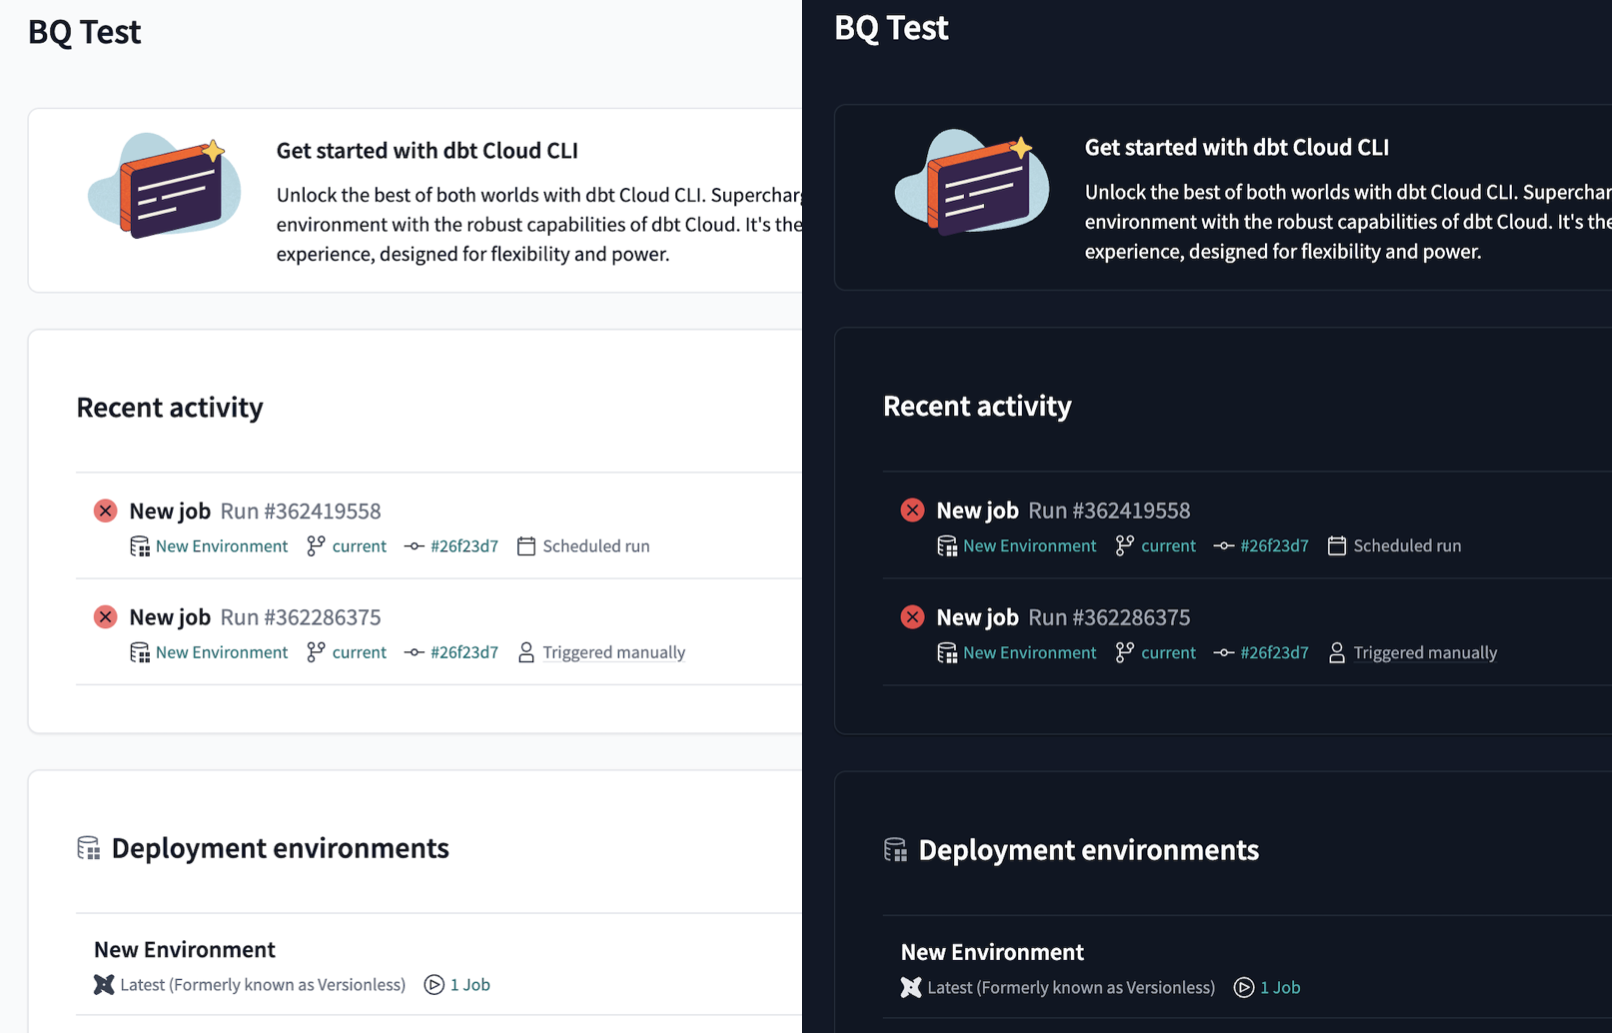 BQ Test
Get started with dbt Cloud CLI
Unlock the best of both worlds with dbt Cloud CLI.
environment with the robust capabilities of dbt Cloud. It's the
experience, designed for flexibility and power.
Recent activity
New job Run #362419558
New Environment current #26f23d7 Scheduled run
New job Run #362286375
New Environment current #26f23d7 Triggered manually
Deployment environments
New Environment
Latest (Formerly known as Versionless) 1 Job
BQ Test
Get started with dbt Cloud CLI
Unlock the best of both worlds with dbt Cloud CLI.
environment with the robust capabilities of dbt Cloud. It's the
experience, designed for flexibility and power.
Recent activity
New job Run #362419558
New Environment current #26f23d7 Scheduled run
New job Run #362286375
New Environment current #26f23d7 Triggered manually
Deployment environments
New Environment
Latest (Formerly known as Versionless) 1 Job